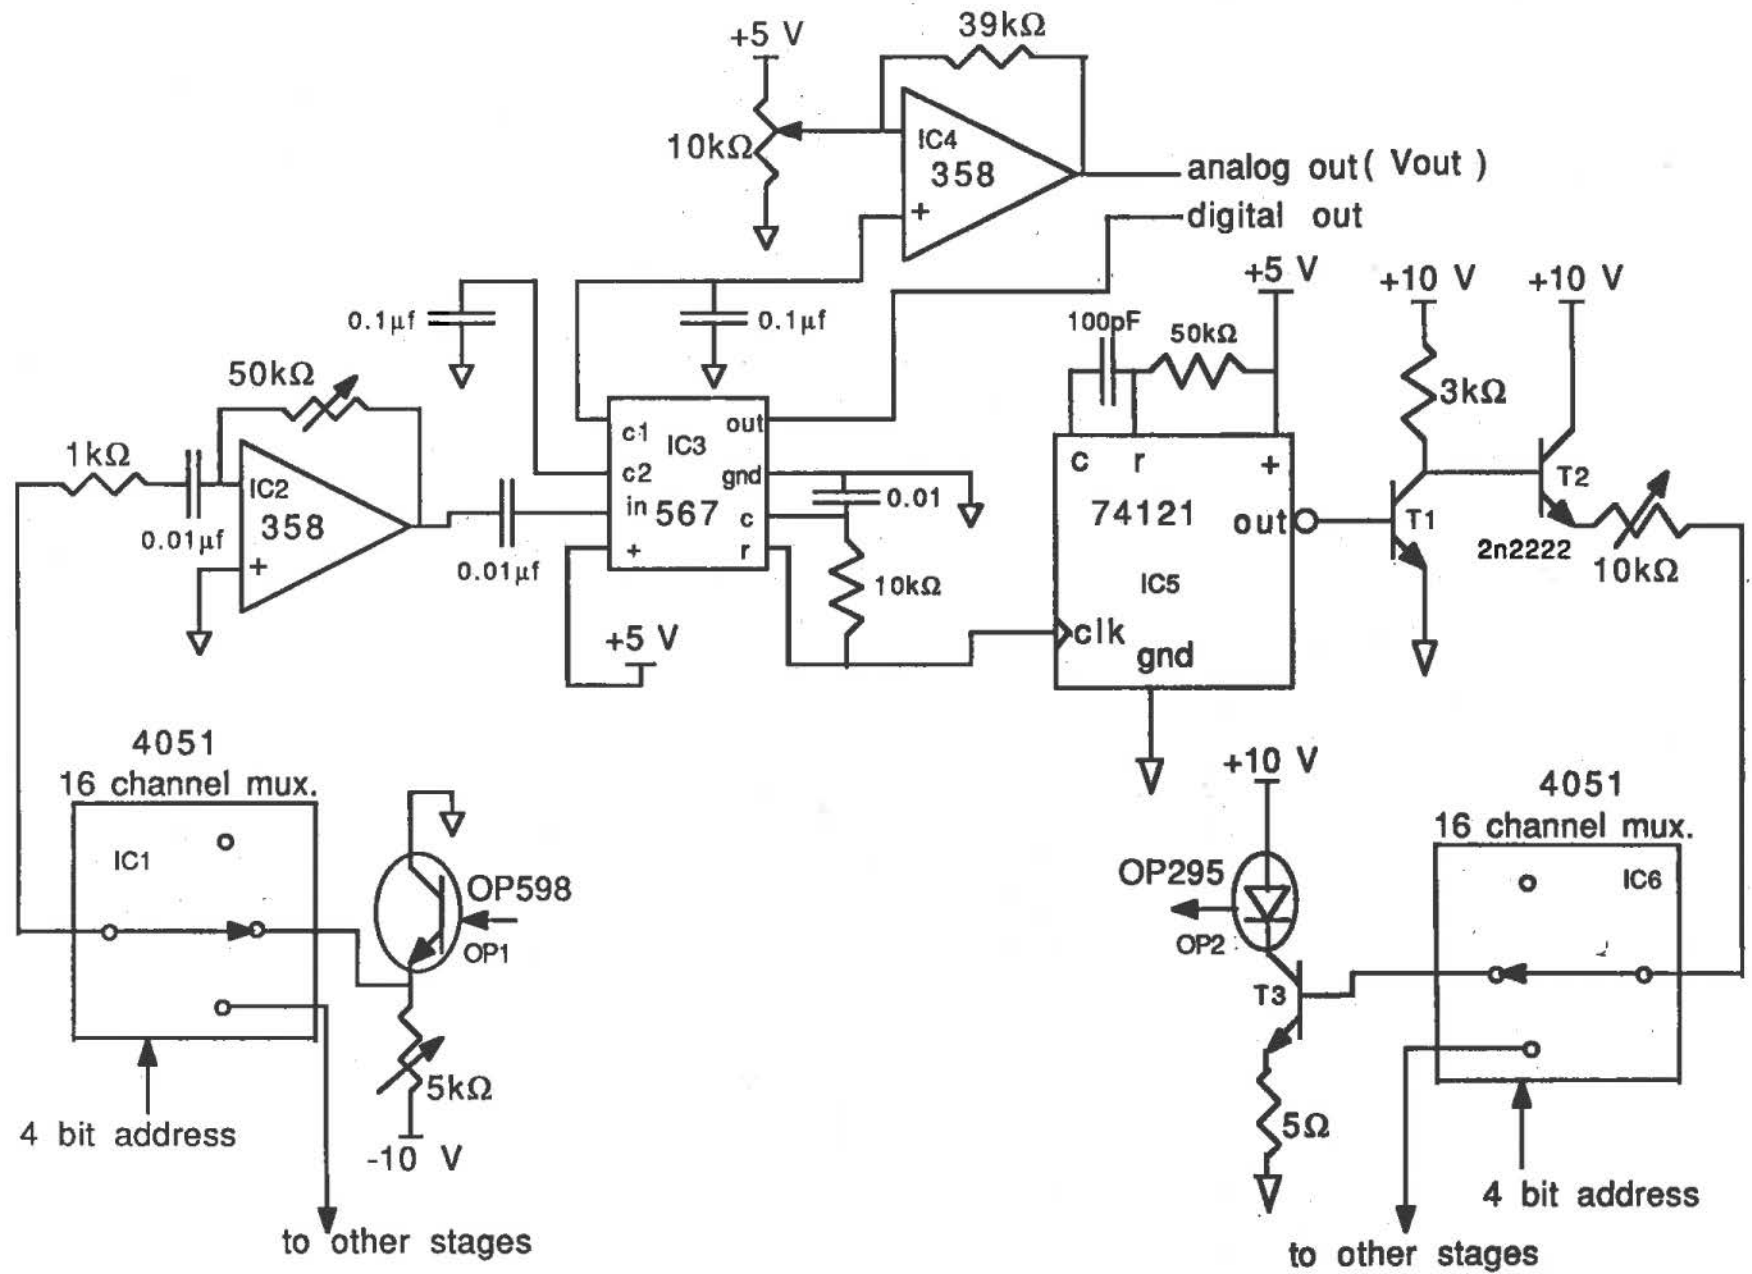 39kΩ
+5 V
10kΩ
IC4
358
+
analog out( Vout )
digital out
+5 V
+10 V
+10 V
0.1µf
0.1µf
100pF
50kΩ
50kΩ
3kΩ
1kΩ
IC2
358
+
0.01µf
0.01µf
c1
IC3
out
c2
gnd
in
567
c
+
r
0.01
10kΩ
+5 V
c
r
+
74121
out
IC5
clk
gnd
T1
T2
2n2222
10kΩ
4051
16 channel mux.
IC1
OP598
OP1
5kΩ
-10 V
4 bit address
to other stages
+10 V
OP295
OP2
T3
5Ω
4051
16 channel mux.
IC6
4 bit address
to other stages